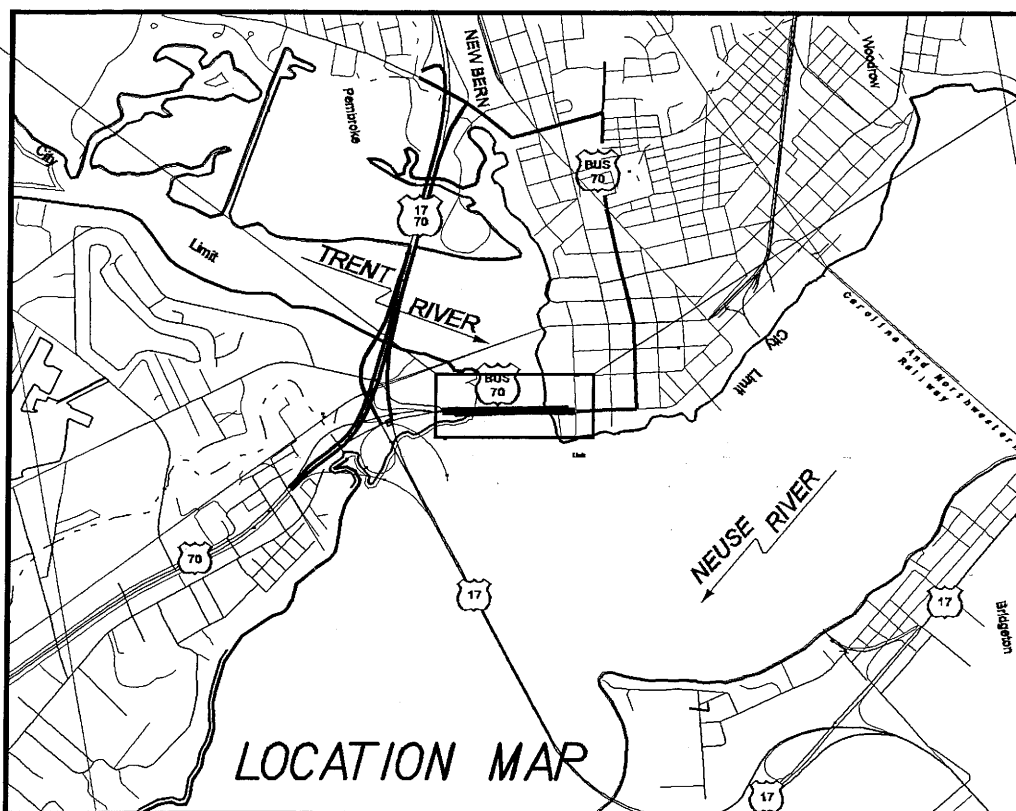 NEW BERN
Woodrow
Pembroke
City
BUS
70
17
70
Limit
TRENT
RIVER
Carolina And Northwestern
Railway
City
Limit
BUS
70
Limit
NEUSE RIVER
70
17
17
Bridgeton
LOCATION MAP
17